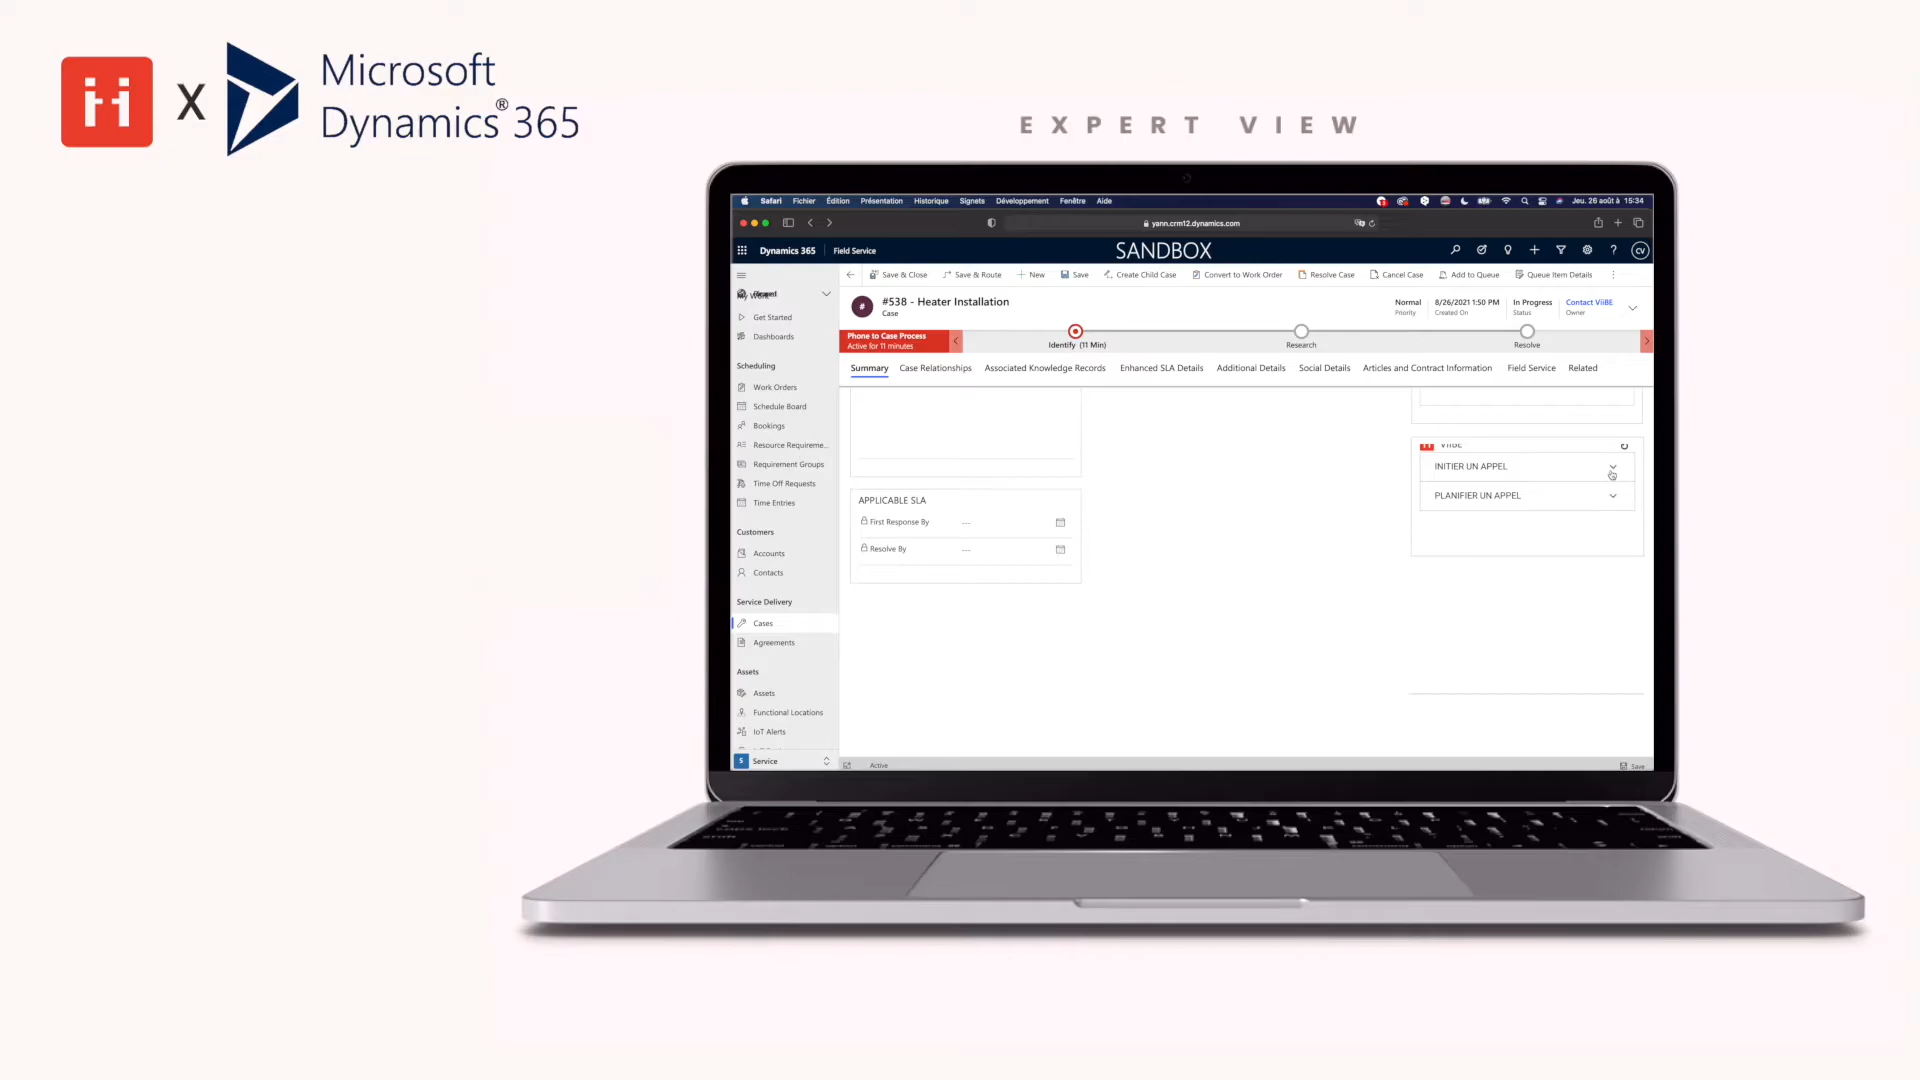 X
Microsoft
Dynamics® 365
EXPERT VIEW
Safari Fichier Édition Présentation Historique Signets Développement Fenêtre Aide
Jeu. 26 août à 15:34
yann.crm12.dynamics.com
Dynamics 365 Field Service
SANDBOX
? CV
Save & Close Save & Route New Save Create Child Case Convert to Work Order Resolve Case Cancel Case Add to Queue Queue Item Details
#
#538 - Heater Installation
Case
Normal 8/26/2021 1:50 PM In Progress Contact ViiBE
Priority Created On Status Owner
Phone to Case Process
Active for 11 minutes
Identify (11 Min) Research Resolve
Summary Case Relationships Associated Knowledge Records Enhanced SLA Details Additional Details Social Details Articles and Contract Information Field Service Related
My Work
Get Started
Dashboards
Scheduling
Work Orders
Schedule Board
Bookings
Resource Requireme...
Requirement Groups
Time Off Requests
Time Entries
Customers
Accounts
Contacts
Service Delivery
Cases
Agreements
Assets
Assets
Functional Locations
IoT Alerts
S Service
APPLICABLE SLA
First Response By ---
Resolve By ---
ViiBE
INITIER UN APPEL
PLANIFIER UN APPEL
Active
Save